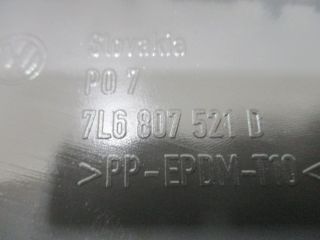 Slovakia
PO 7
7L6 807 521 D
>PP-EPDM-T10<